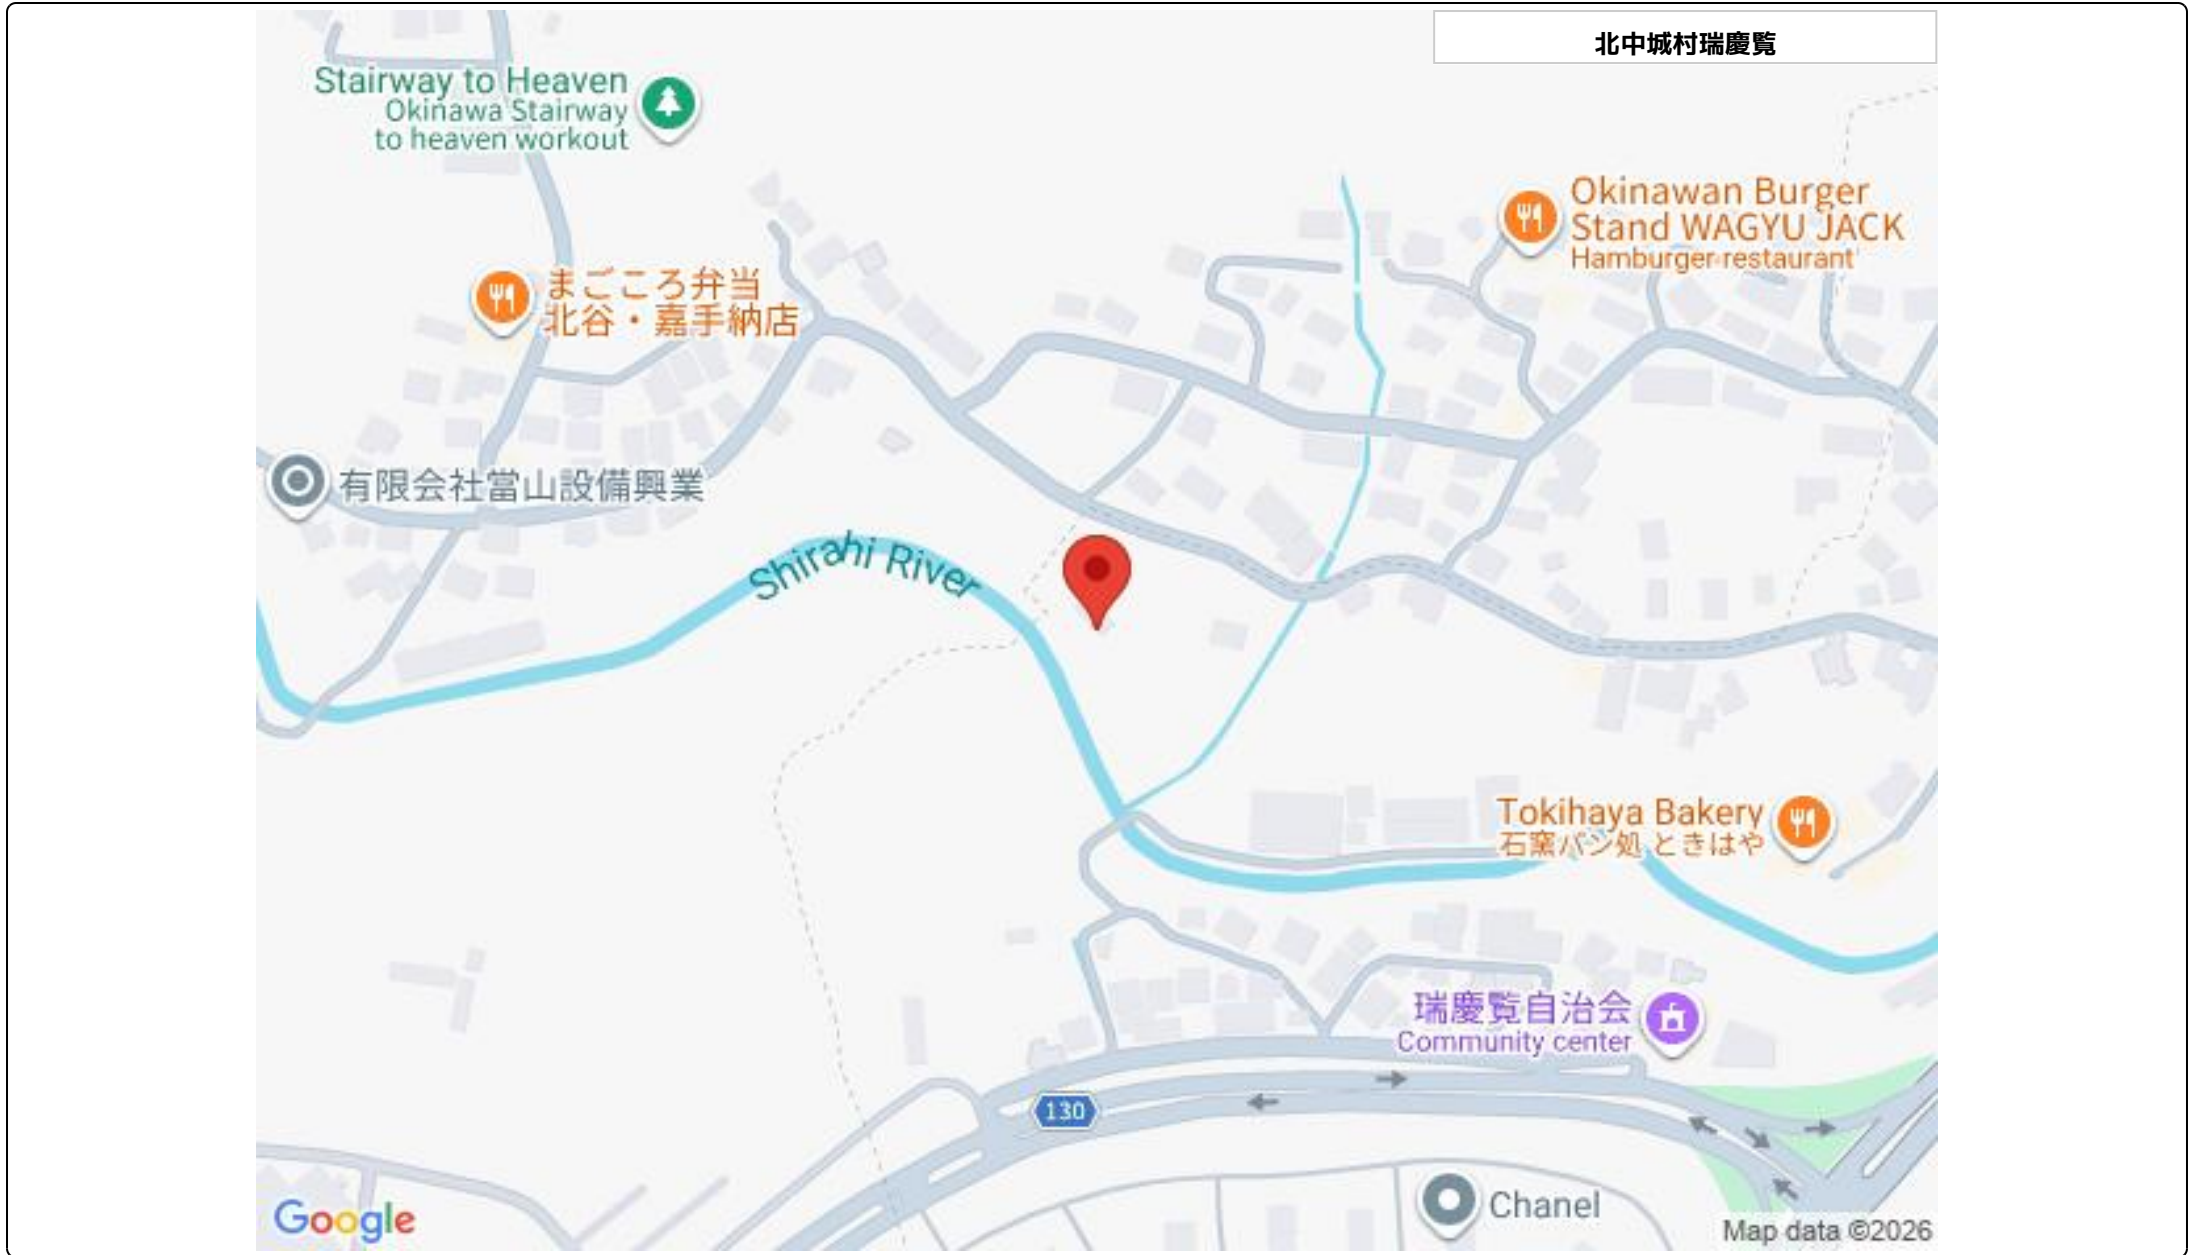 北中城村瑞慶覧
Stairway to Heaven
Okinawa Stairway
to heaven workout
Okinawan Burger
Stand WAGYU JACK
Hamburger restaurant
まごころ弁当
北谷・嘉手納店
有限会社當山設備興業
Shirahi River
Tokihaya Bakery
石窯パン処 ときはや
瑞慶覧自治会
Community center
130
Chanel
Google
Map data ©2026